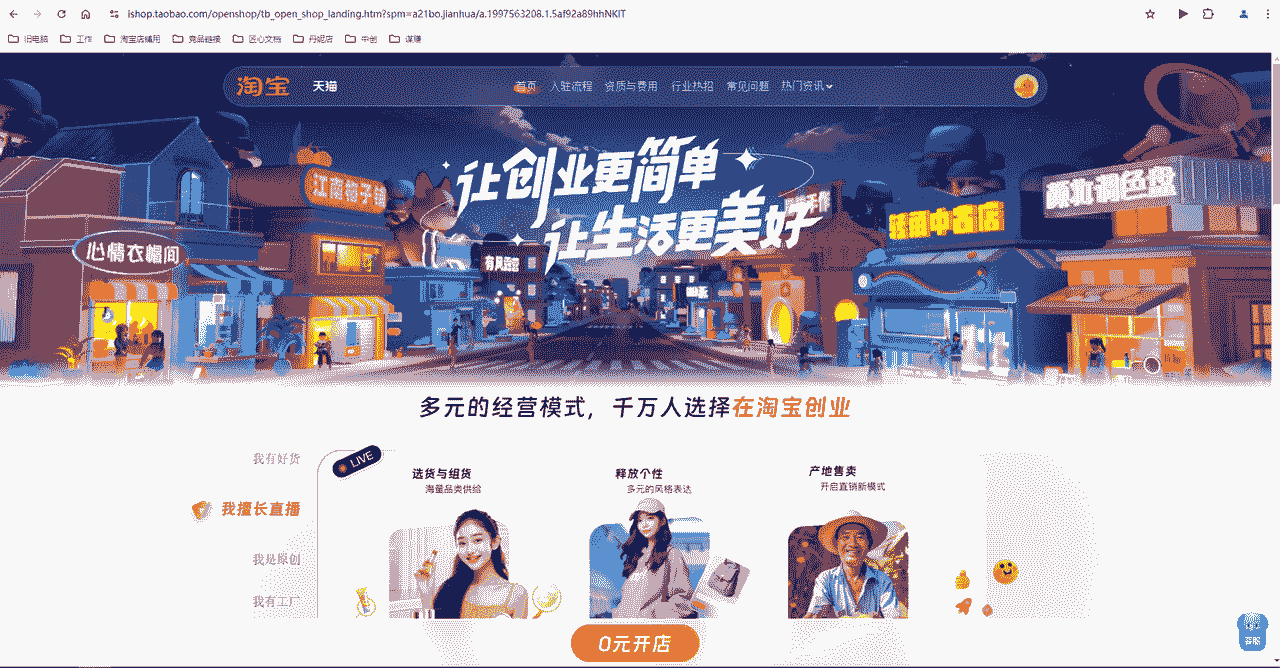 ishop.taobao.com/openshop/tb_open_shop_landing.htm?spm=a21bo.jianhua/a.1997563208.1.5af92a89hhNKIT
旧电脑 工作 淘宝店铺用 竞品链接 匠心文档 丹妮店 中创 谋赚
淘宝 天猫 首页 入驻流程 资质与费用 行业热招 常见问题 热门资讯
让创业更简单
让生活更美好
心情衣帽间
江南裙子铺
中古店
调色盘
多元的经营模式,千万人选择在淘宝创业
我有好货
我擅长直播
我是原创
我有工厂
LIVE
选货与组货
海量品类供给
释放个性
多元的风格表达
产地售卖
开启直销新模式
0元开店
客服